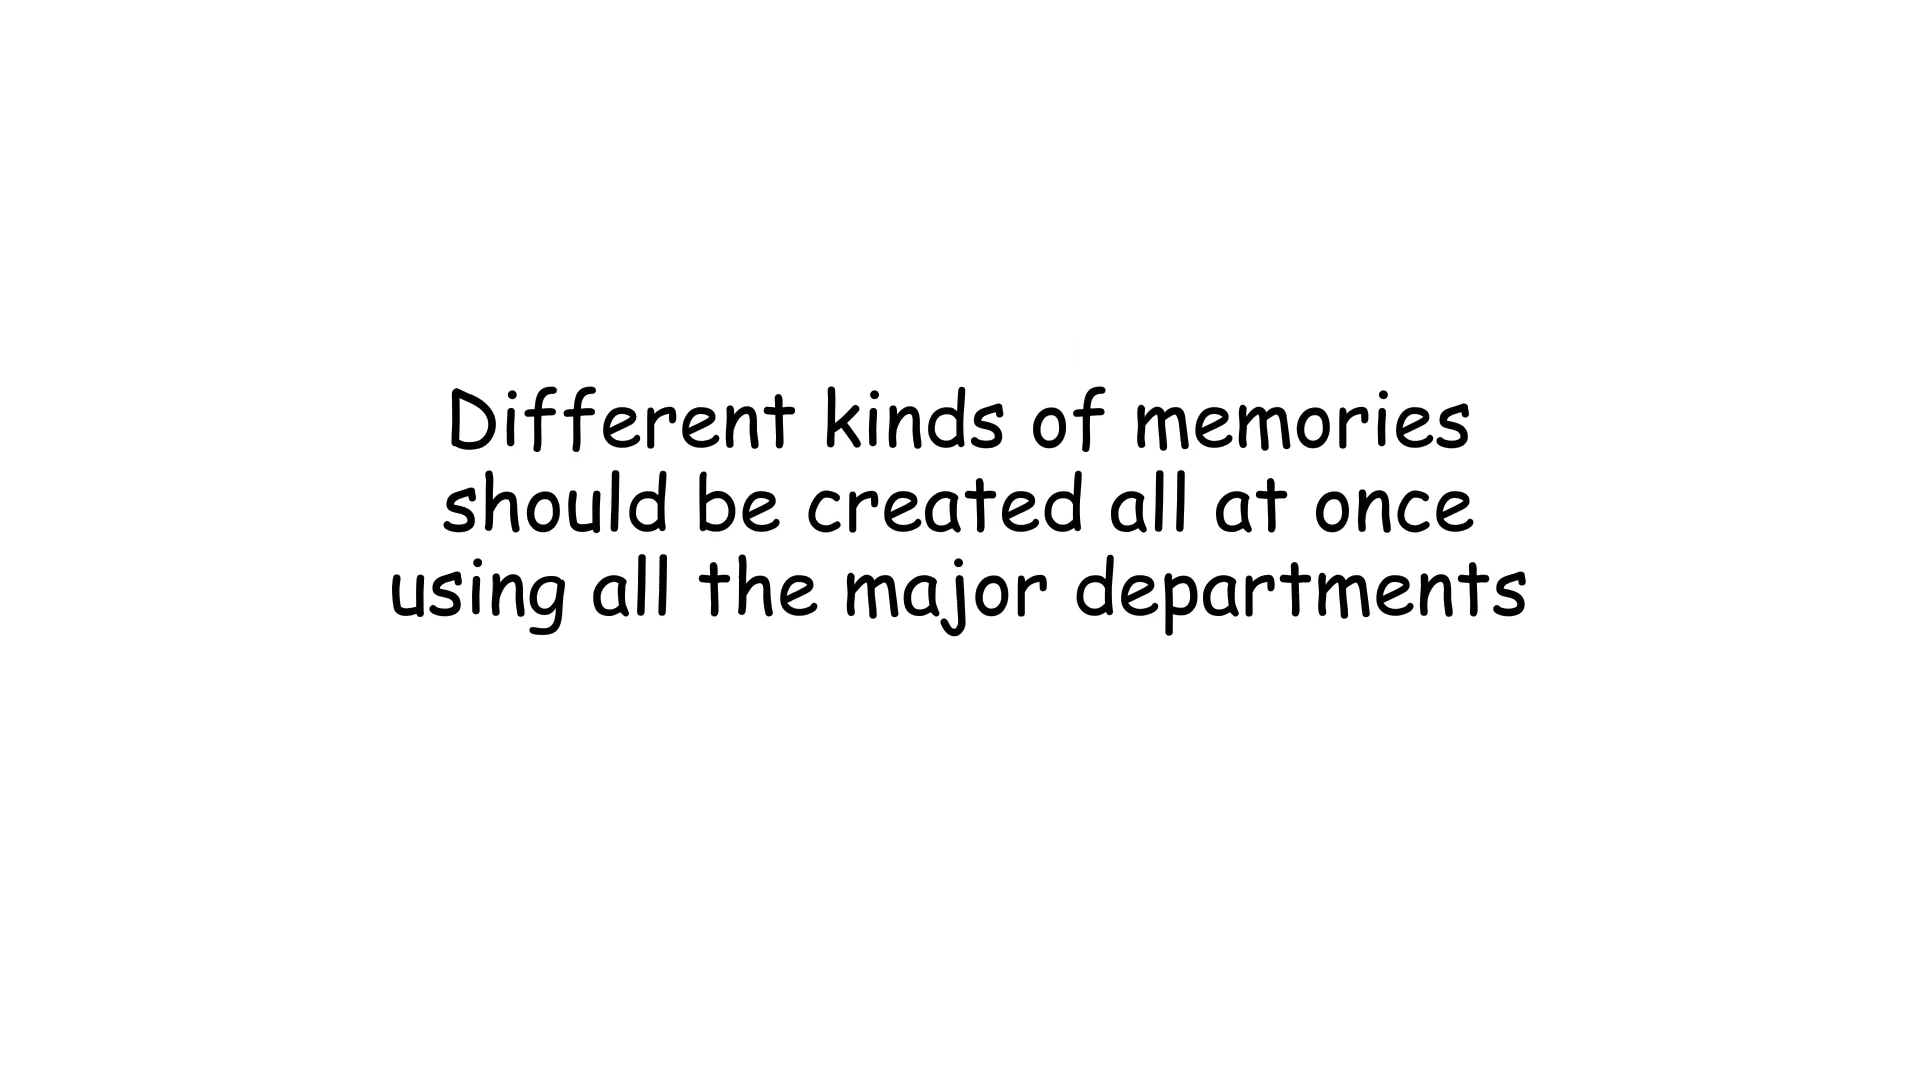 Different kinds of memories
should be created all at once
using all the major departments